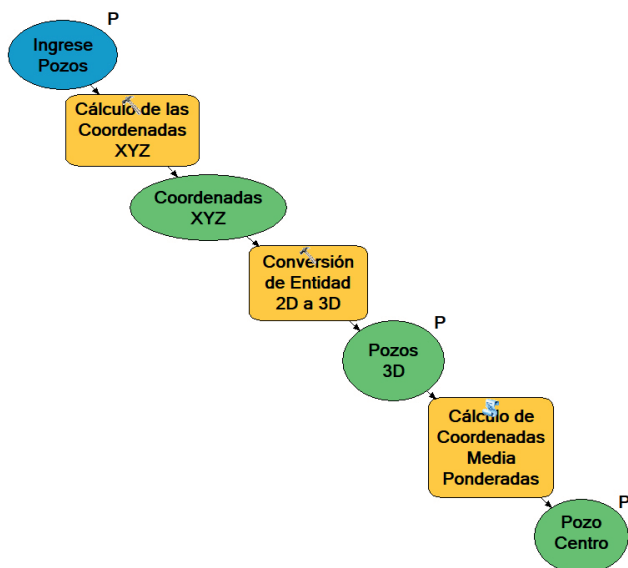 P
Ingrese
Pozos
Cálculo de las
Coordenadas
XYZ
Coordenadas
XYZ
Conversión
de Entidad
2D a 3D
P
Pozos
3D
Cálculo de
Coordenadas
Media
Ponderadas
P
Pozo
Centro